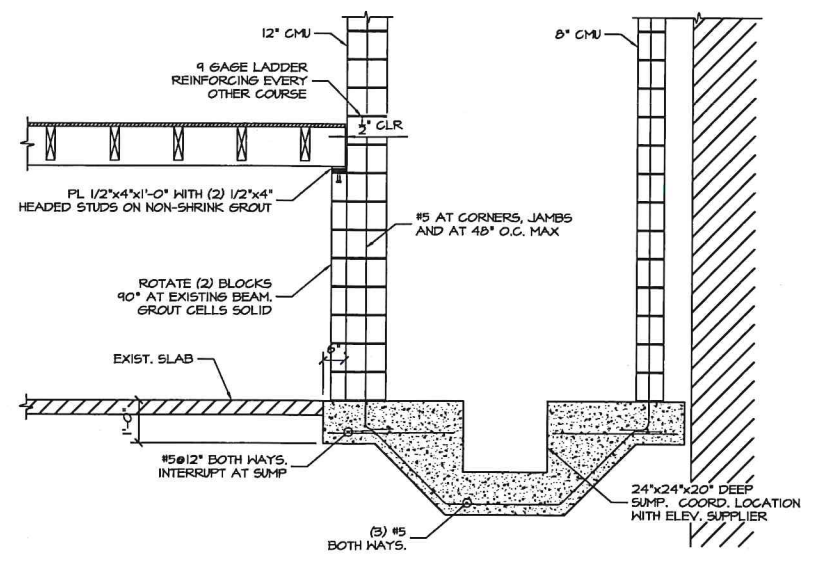 12" CMU
8" CMU
9 GAGE LADDER
REINFORCING EVERY
OTHER COURSE
1/2" CLR
PL 1/2"x4"x1'-0" WITH (2) 1/2"x4"
HEADED STUDS ON NON-SHRINK GROUT
#5 AT CORNERS, JAMBS
AND AT 48" O.C. MAX
ROTATE (2) BLOCKS
90° AT EXISTING BEAM.
GROUT CELLS SOLID
6"
EXIST. SLAB
1'-0"
#5@12" BOTH WAYS.
INTERRUPT AT SUMP
24"x24"x20" DEEP
SUMP. COORD. LOCATION
WITH ELEV. SUPPLIER
(3) #5
BOTH WAYS.